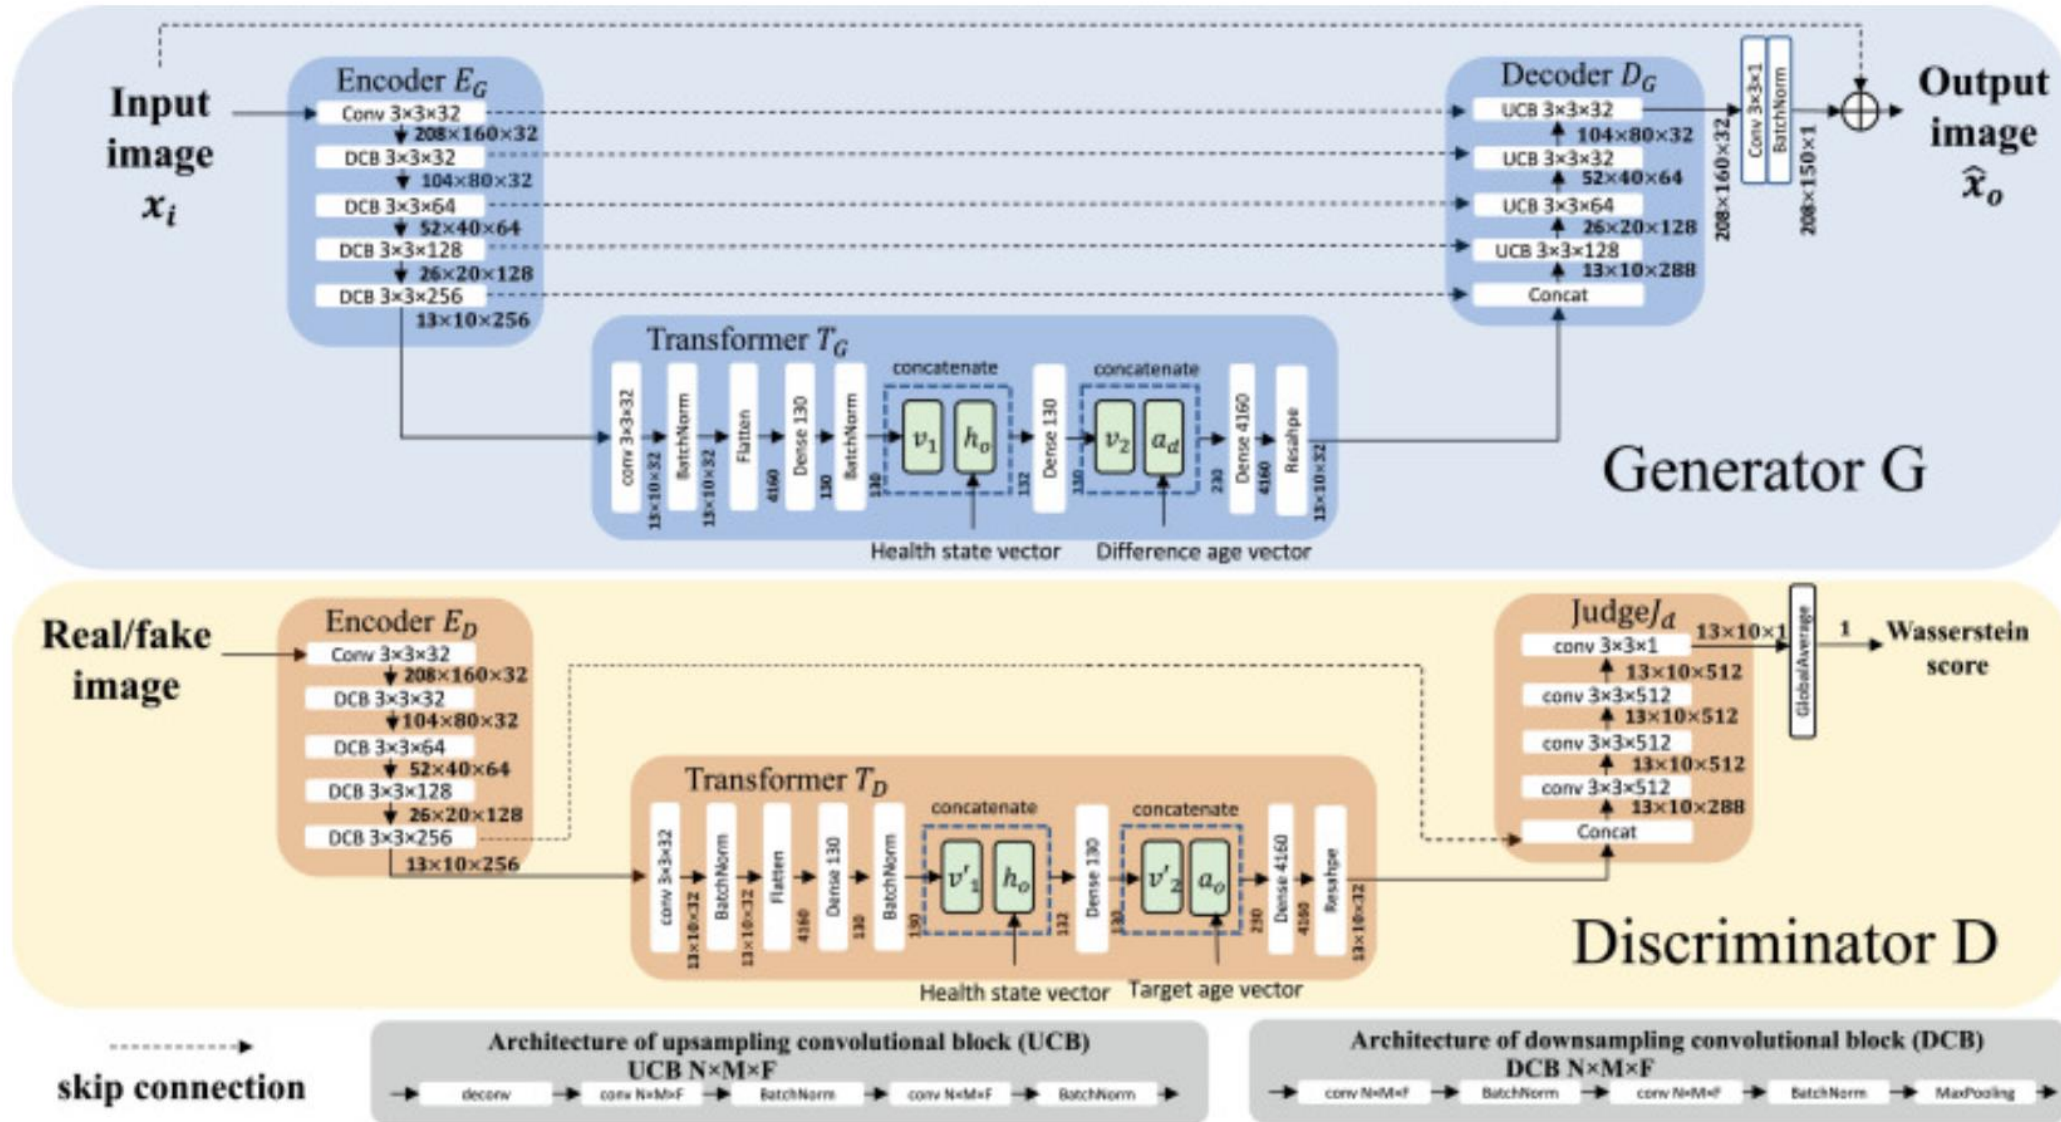 Input
image
x_i
Encoder E_G
Conv 3×3×32
208×160×32
DCB 3×3×32
104×80×32
DCB 3×3×64
52×40×64
DCB 3×3×128
26×20×128
DCB 3×3×256
13×10×256
Transformer T_G
conv 3×3×32
13×10×32
BatchNorm
13×10×32
Flatten
4160
Dense 130
130
BatchNorm
130
concatenate
v_1
h_o
132
Dense 130
130
concatenate
v_2
a_d
230
Dense 4160
4160
Resahpe
13×10×32
Health state vector
Difference age vector
Decoder D_G
UCB 3×3×32
104×80×32
UCB 3×3×32
52×40×64
UCB 3×3×64
26×20×128
UCB 3×3×128
13×10×288
Concat
208×160×32
Conv 3×3×1
BatchNorm
208×150×1
Output
image
x̂_o
Generator G
Real/fake
image
Encoder E_D
Conv 3×3×32
208×160×32
DCB 3×3×32
104×80×32
DCB 3×3×64
52×40×64
DCB 3×3×128
26×20×128
DCB 3×3×256
13×10×256
Transformer T_D
conv 3×3×32
13×10×32
BatchNorm
13×10×32
Flatten
4160
Dense 130
130
BatchNorm
130
concatenate
h_o
132
Dense 130
130
concatenate
v'_2
a_o
230
Dense 4160
4160
Resahpe
13×10×32
Health state vector
Target age vector
JudgeJ_d
conv 3×3×1
13×10×512
conv 3×3×512
13×10×512
conv 3×3×512
13×10×512
conv 3×3×512
13×10×288
Concat
13×10×1
GlobalAverage
1
Wasserstein
score
Discriminator D
skip connection
Architecture of upsampling convolutional block (UCB)
UCB N×M×F
deconv
conv N×M×F
BatchNorm
conv N×M×F
BatchNorm
Architecture of downsampling convolutional block (DCB)
DCB N×M×F
conv N×M×F
BatchNorm
conv N×M×F
BatchNorm
MaxPooling